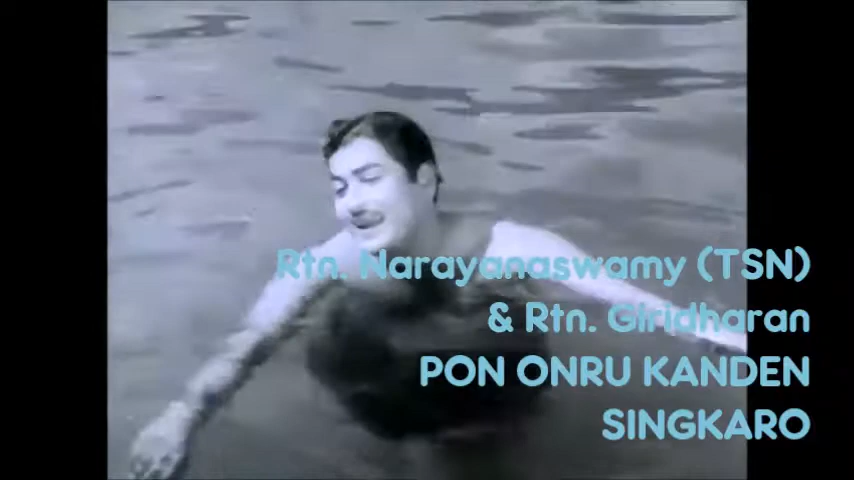 Rtn. Narayanaswamy (TSN)
& Rtn. Giridharan
PON ONRU KANDEN
SINGKARO